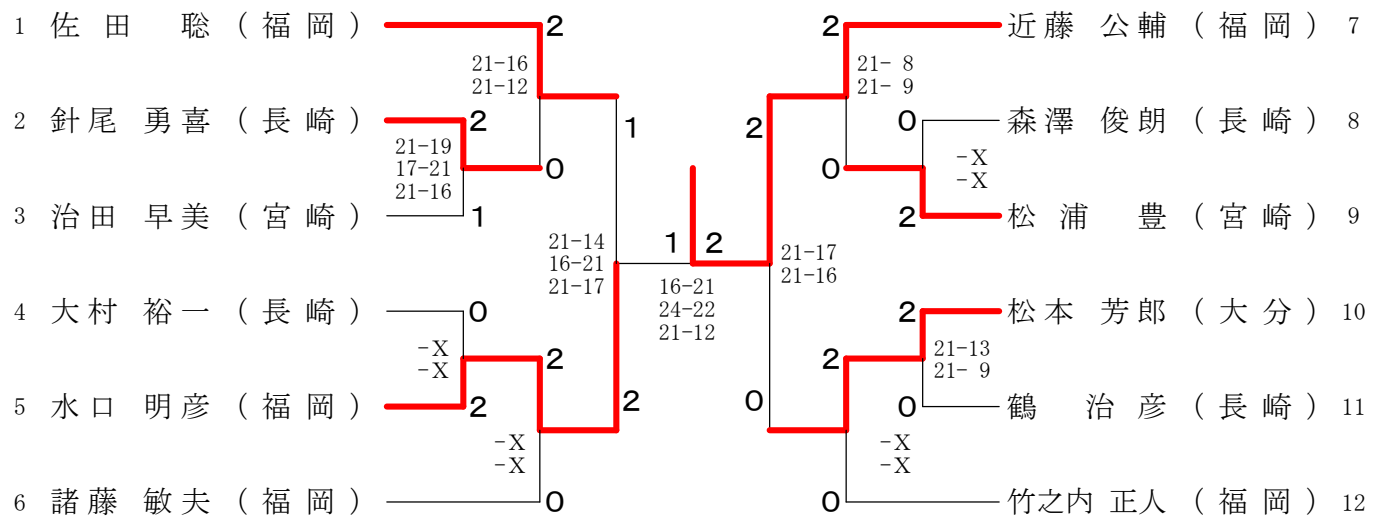 1 佐田 聡 (福岡)
2
21-16
21-12
2 針尾 勇喜 (長崎)
2
21-19
17-21
21-16
0
3 治田 早美 (宮崎)
1
1
21-14
16-21
21-17
4 大村 裕一 (長崎)
0
-X
-X
2
5 水口 明彦 (福岡)
2
2
-X
-X
6 諸藤 敏夫 (福岡)
0
1 2
16-21
24-22
21-12
2 近藤 公輔 (福岡) 7
21- 8
21- 9
2
0 森澤 俊朗 (長崎) 8
-X
-X
0
2 松浦 豊 (宮崎) 9
21-17
21-16
2 松本 芳郎 (大分) 10
21-13
21- 9
2
0
0 鶴 治彦 (長崎) 11
-X
-X
0 竹之内 正人 (福岡) 12